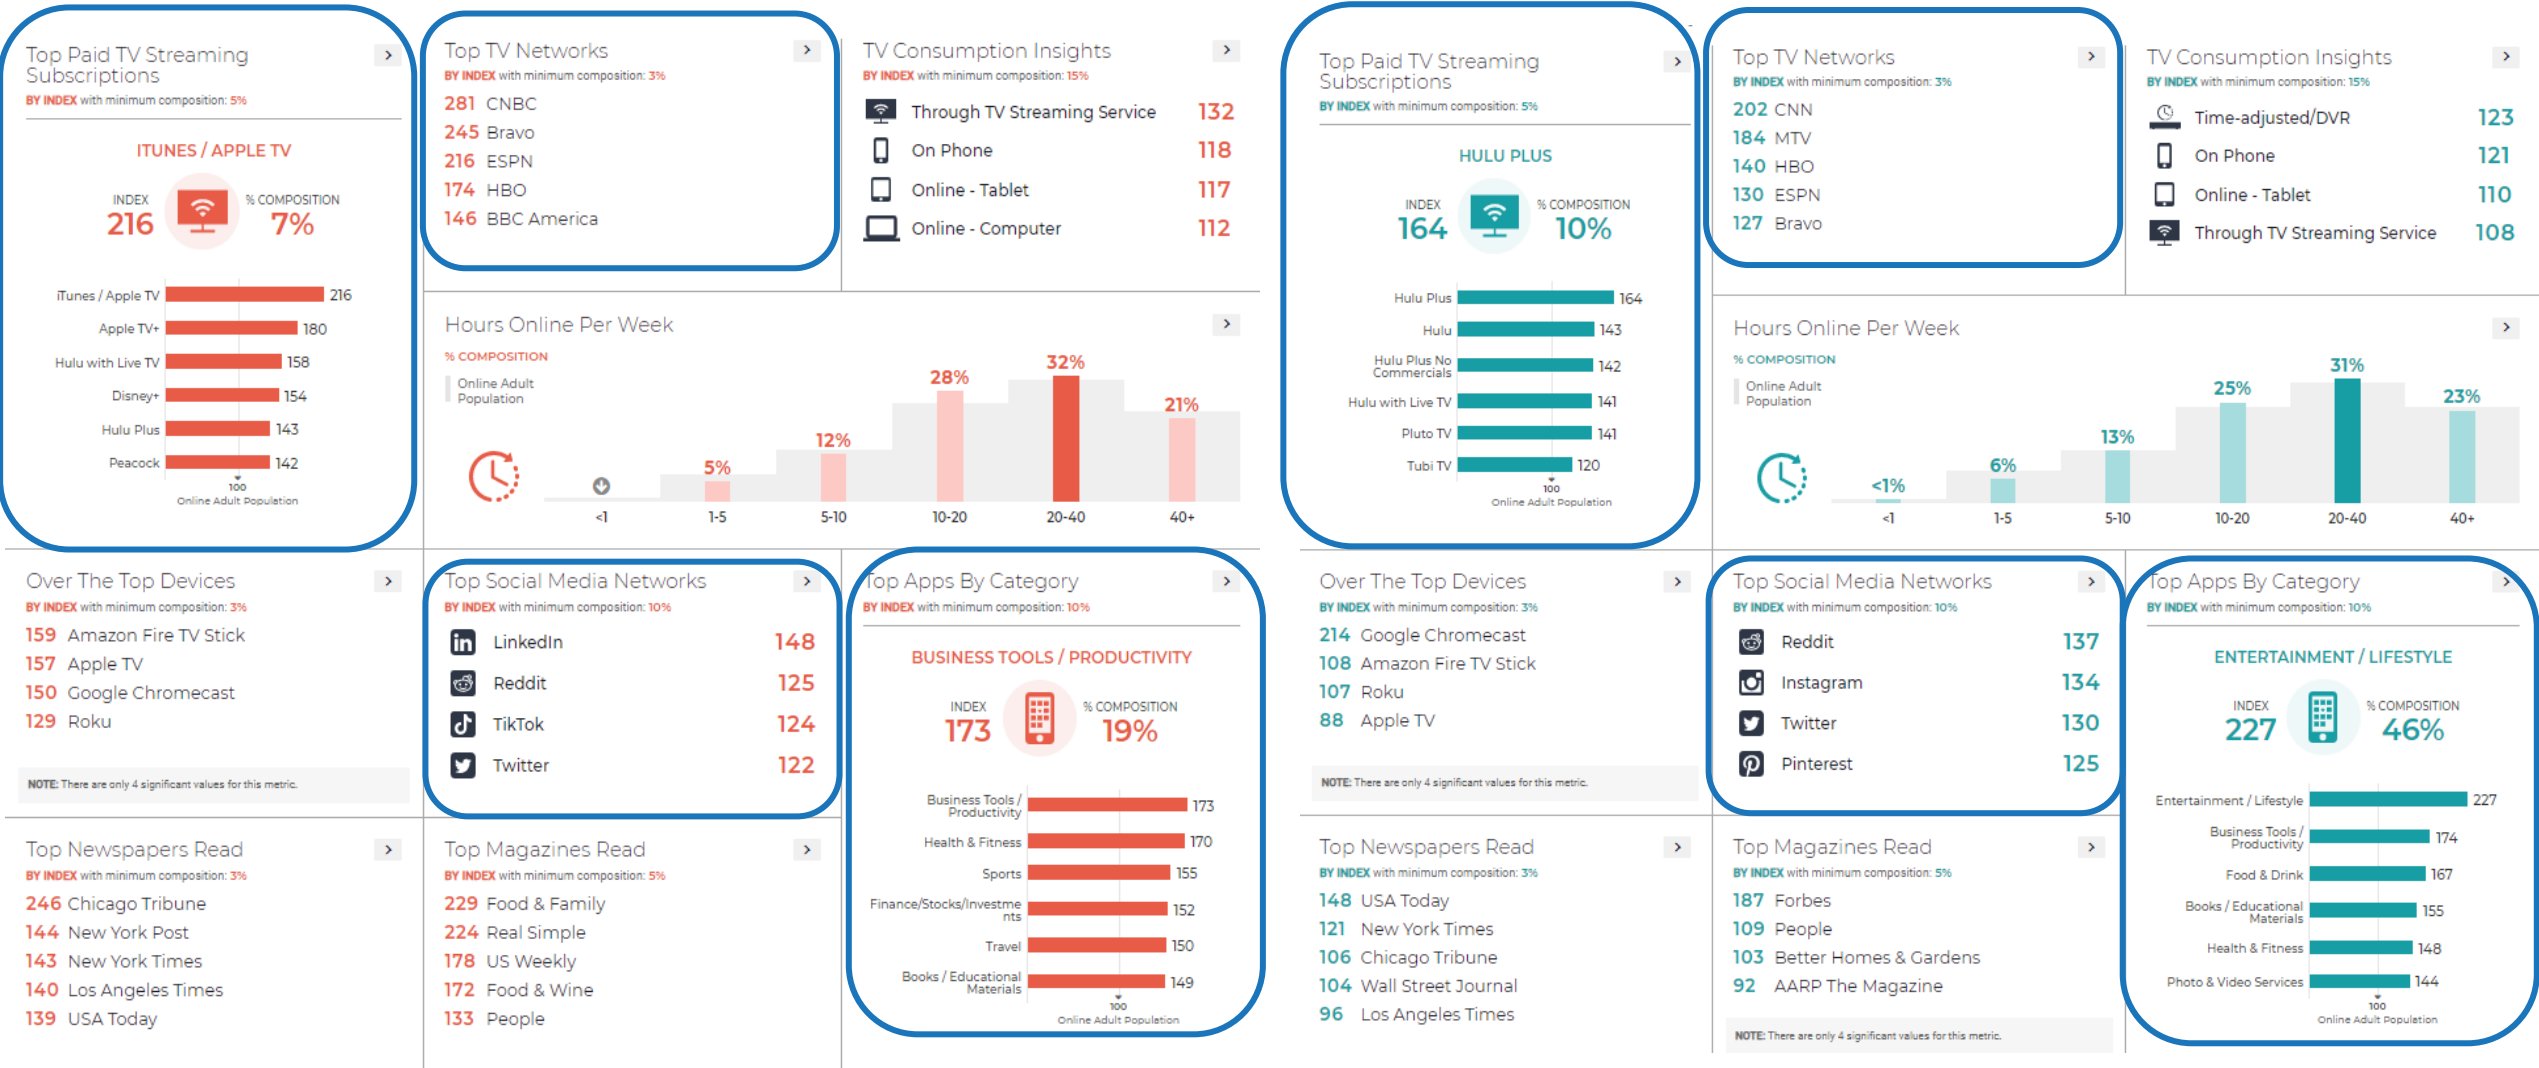 Top Paid TV Streaming
Subscriptions
BY INDEX with minimum composition: 5%
ITUNES / APPLE TV
INDEX
216
% COMPOSITION
7%
iTunes / Apple TV 216
Apple TV+ 180
Hulu with Live TV 158
Disney+ 154
Hulu Plus 143
Peacock 142
100
Online Adult Population
Top TV Networks
BY INDEX with minimum composition: 3%
281 CNBC
245 Bravo
216 ESPN
174 HBO
146 BBC America
TV Consumption Insights
BY INDEX with minimum composition: 15%
Through TV Streaming Service 132
On Phone 118
Online - Tablet 117
Online - Computer 112
Hours Online Per Week
% COMPOSITION
Online Adult
Population
5% 12% 28% 32% 21%
<1 1-5 5-10 10-20 20-40 40+
Over The Top Devices
BY INDEX with minimum composition: 3%
159 Amazon Fire TV Stick
157 Apple TV
150 Google Chromecast
129 Roku
NOTE: There are only 4 significant values for this metric.
Top Social Media Networks
BY INDEX with minimum composition: 10%
in LinkedIn 148
Reddit 125
TikTok 124
Twitter 122
Top Apps By Category
BY INDEX with minimum composition: 10%
BUSINESS TOOLS / PRODUCTIVITY
INDEX
173
% COMPOSITION
19%
Business Tools /
Productivity 173
Health & Fitness 170
Sports 155
Finance/Stocks/Investme
nts 152
Travel 150
Books / Educational
Materials 149
100
Online Adult Population
Top Newspapers Read
BY INDEX with minimum composition: 3%
246 Chicago Tribune
144 New York Post
143 New York Times
140 Los Angeles Times
139 USA Today
Top Magazines Read
BY INDEX with minimum composition: 5%
229 Food & Family
224 Real Simple
178 US Weekly
172 Food & Wine
133 People
Top Paid TV Streaming
Subscriptions
BY INDEX with minimum composition: 5%
HULU PLUS
INDEX
164
% COMPOSITION
10%
Hulu Plus 164
Hulu 143
Hulu Plus No
Commercials 142
Hulu with Live TV 141
Pluto TV 141
Tubi TV 120
100
Online Adult Population
Top TV Networks
BY INDEX with minimum composition: 3%
202 CNN
184 MTV
140 HBO
130 ESPN
127 Bravo
TV Consumption Insights
BY INDEX with minimum composition: 15%
Time-adjusted/DVR 123
On Phone 121
Online - Tablet 110
Through TV Streaming Service 108
Hours Online Per Week
% COMPOSITION
Online Adult
Population
<1% 6% 13% 25% 31% 23%
<1 1-5 5-10 10-20 20-40 40+
Over The Top Devices
BY INDEX with minimum composition: 3%
214 Google Chromecast
108 Amazon Fire TV Stick
107 Roku
88 Apple TV
NOTE: There are only 4 significant values for this metric.
Top Social Media Networks
BY INDEX with minimum composition: 10%
Reddit 137
Instagram 134
Twitter 130
Pinterest 125
Top Apps By Category
BY INDEX with minimum composition: 10%
ENTERTAINMENT / LIFESTYLE
INDEX
227
% COMPOSITION
46%
Entertainment / Lifestyle 227
Business Tools /
Productivity 174
Food & Drink 167
Books / Educational
Materials 155
Health & Fitness 148
Photo & Video Services 144
100
Online Adult Population
Top Newspapers Read
BY INDEX with minimum composition: 3%
148 USA Today
121 New York Times
106 Chicago Tribune
104 Wall Street Journal
96 Los Angeles Times
Top Magazines Read
BY INDEX with minimum composition: 5%
187 Forbes
109 People
103 Better Homes & Gardens
92 AARP The Magazine
NOTE: There are only 4 significant values for this metric.